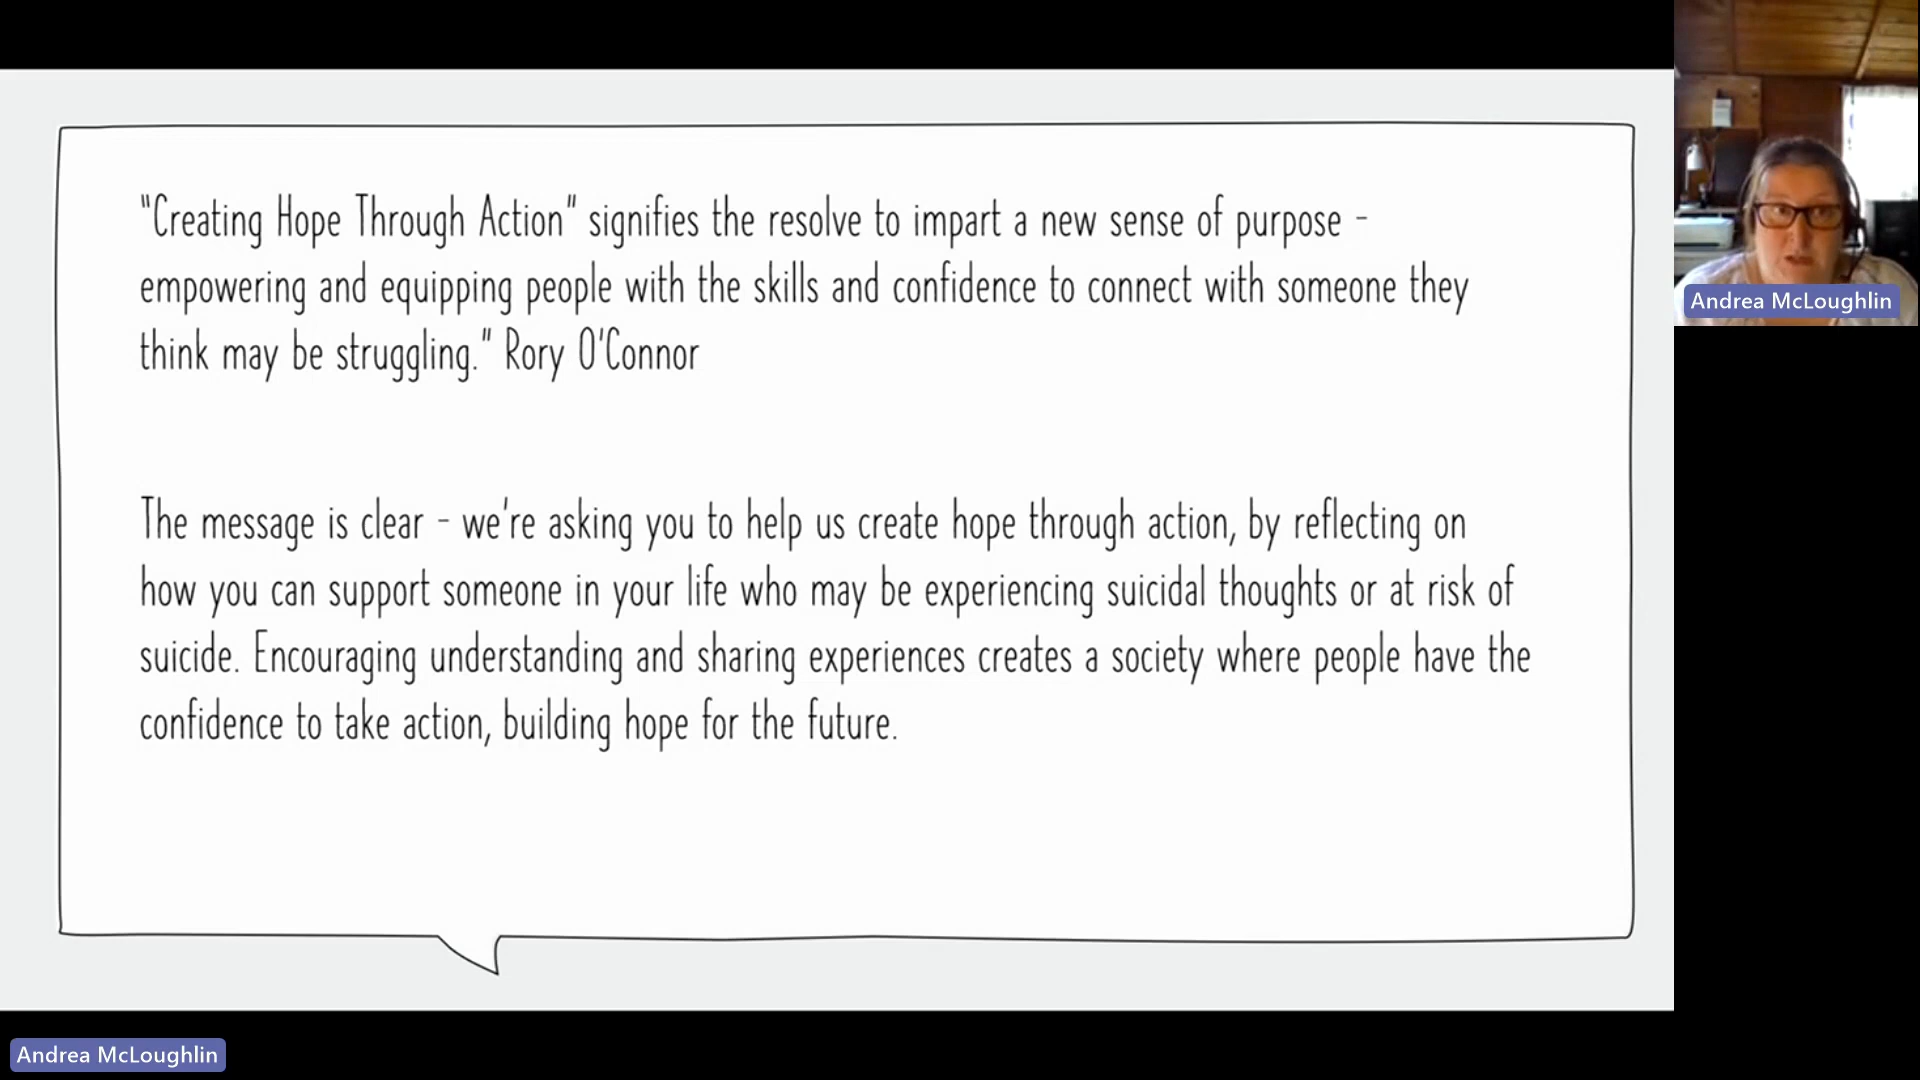 "Creating Hope Through Action" signifies the resolve to impart a new sense of purpose -
empowering and equipping people with the skills and confidence to connect with someone they
think may be struggling." Rory O'Connor
The message is clear - we're asking you to help us create hope through action, by reflecting on
how you can support someone in your life who may be experiencing suicidal thoughts or at risk of
suicide. Encouraging understanding and sharing experiences creates a society where people have the
confidence to take action, building hope for the future.
Andrea McLoughlin
Andrea McLoughlin